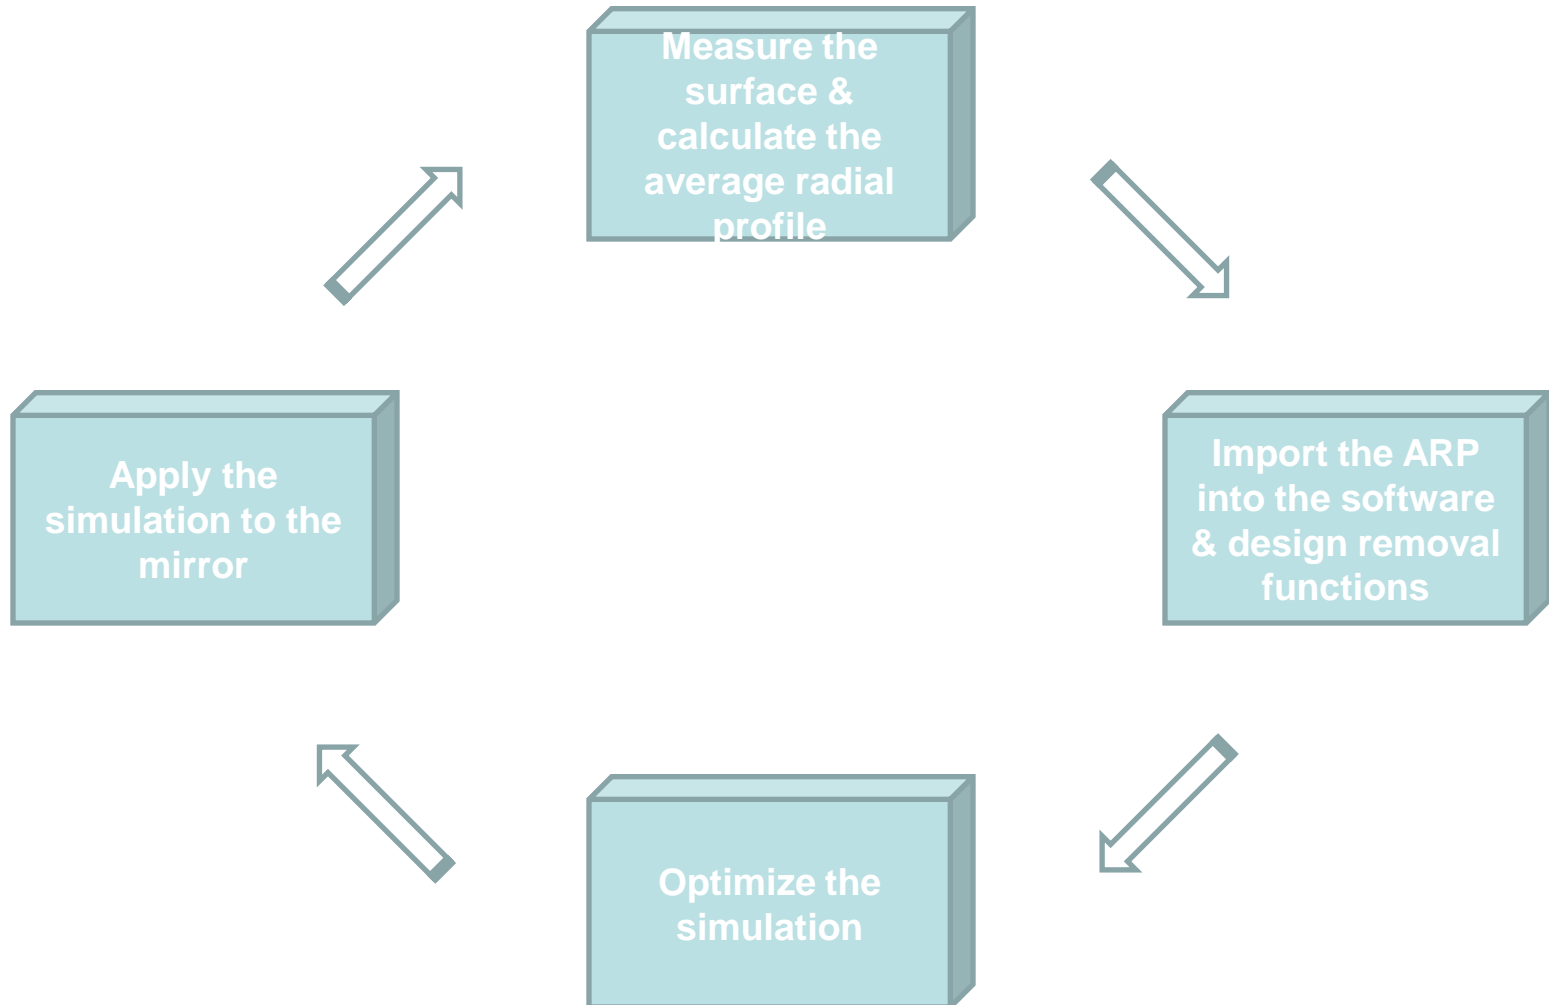 Measure the
surface &
calculate the
average radial
profile
Import the ARP
into the software
& design removal
functions
Optimize the
simulation
Apply the
simulation to the
mirror